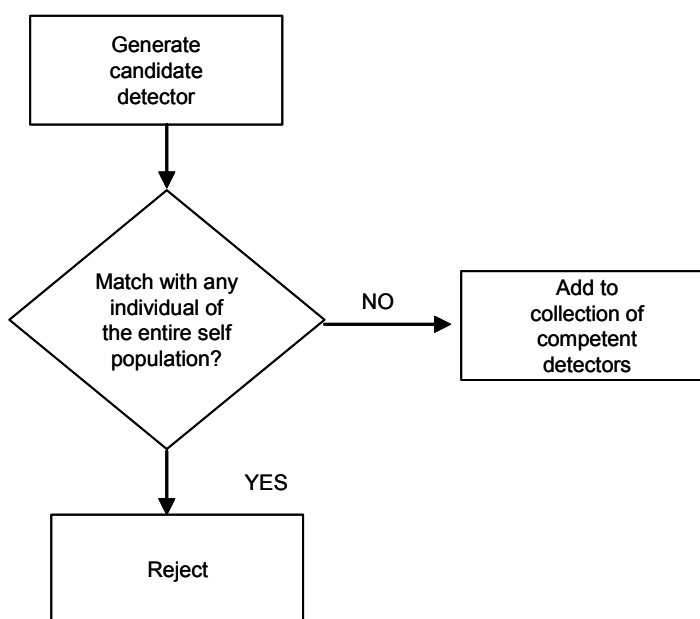 Generate
candidate
detector
Match with any
individual of
the entire self
population?
NO
Add to
collection of
competent
detectors
YES
Reject